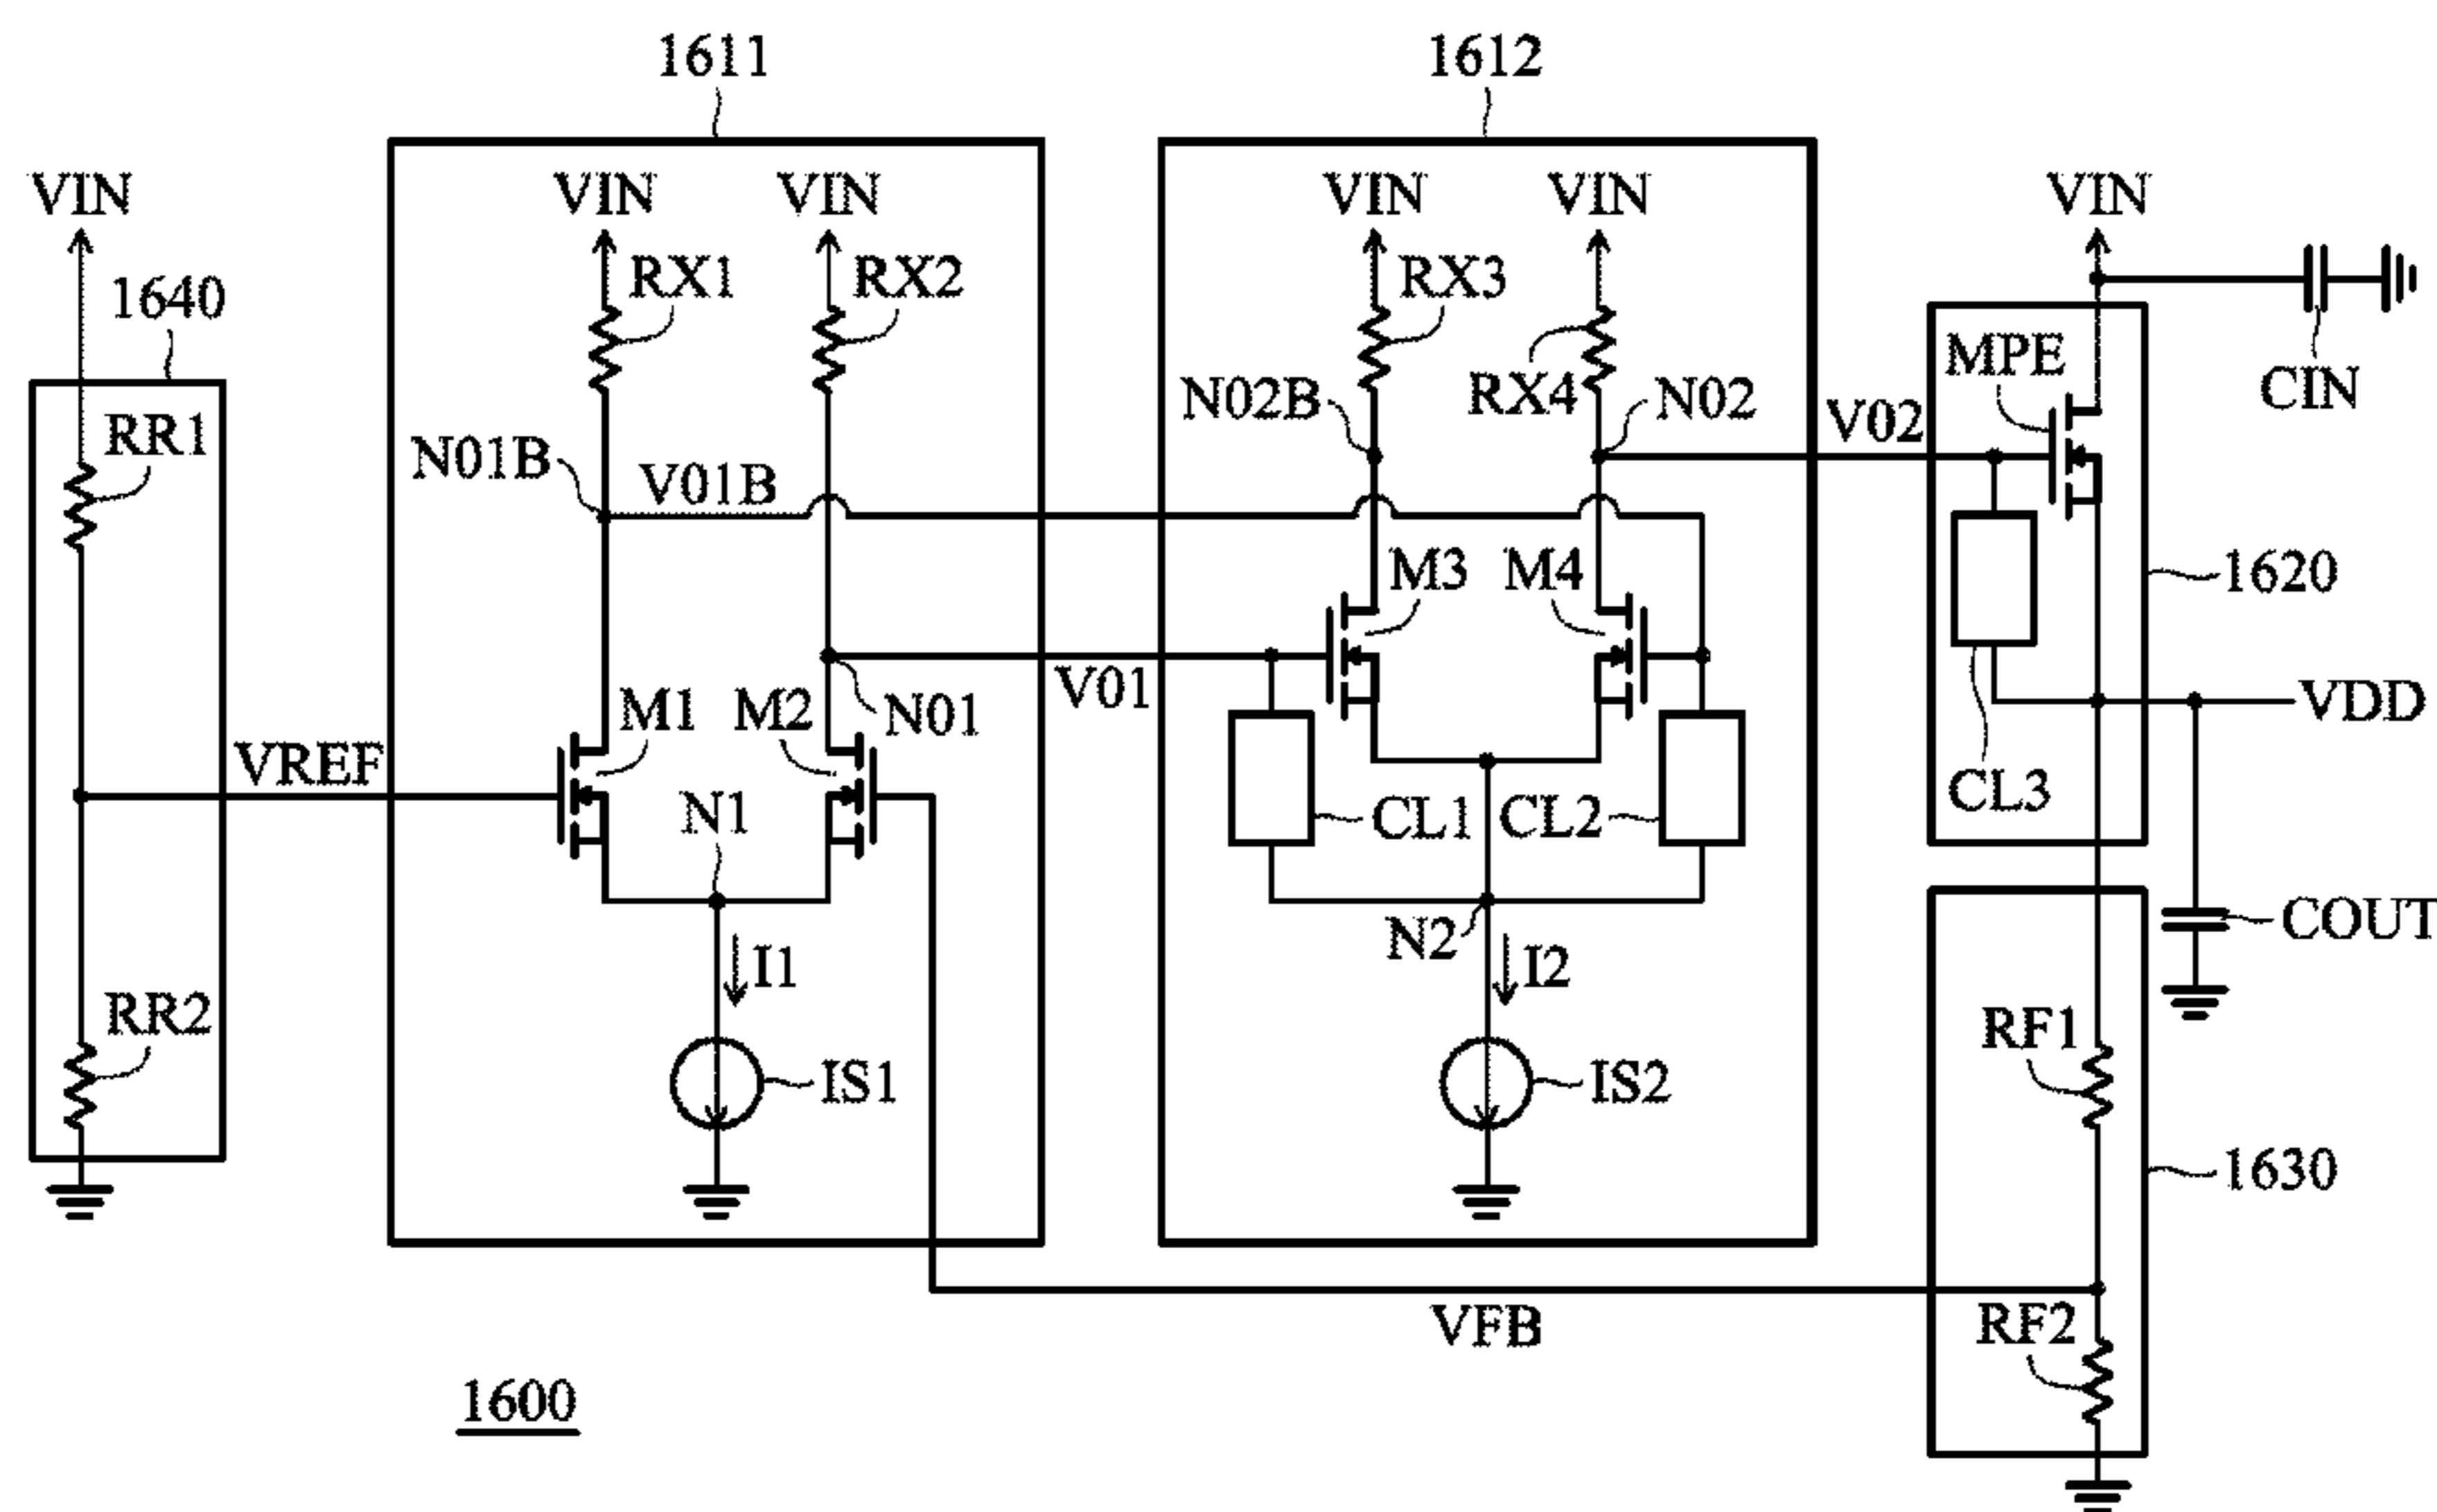 1611
1612
VIN
VIN
VIN
VIN
VIN
VIN
1640
RX1
RX2
RX3
RX4
MPE
CIN
RR1
N01B
V01B
N02B
N02
V02
M3
M4
1620
M1
M2
N01
V01
VDD
VREF
N1
CL1
CL2
CL3
N2
COUT
RR2
I1
I2
RF1
IS1
IS2
1630
VFB
RF2
1600